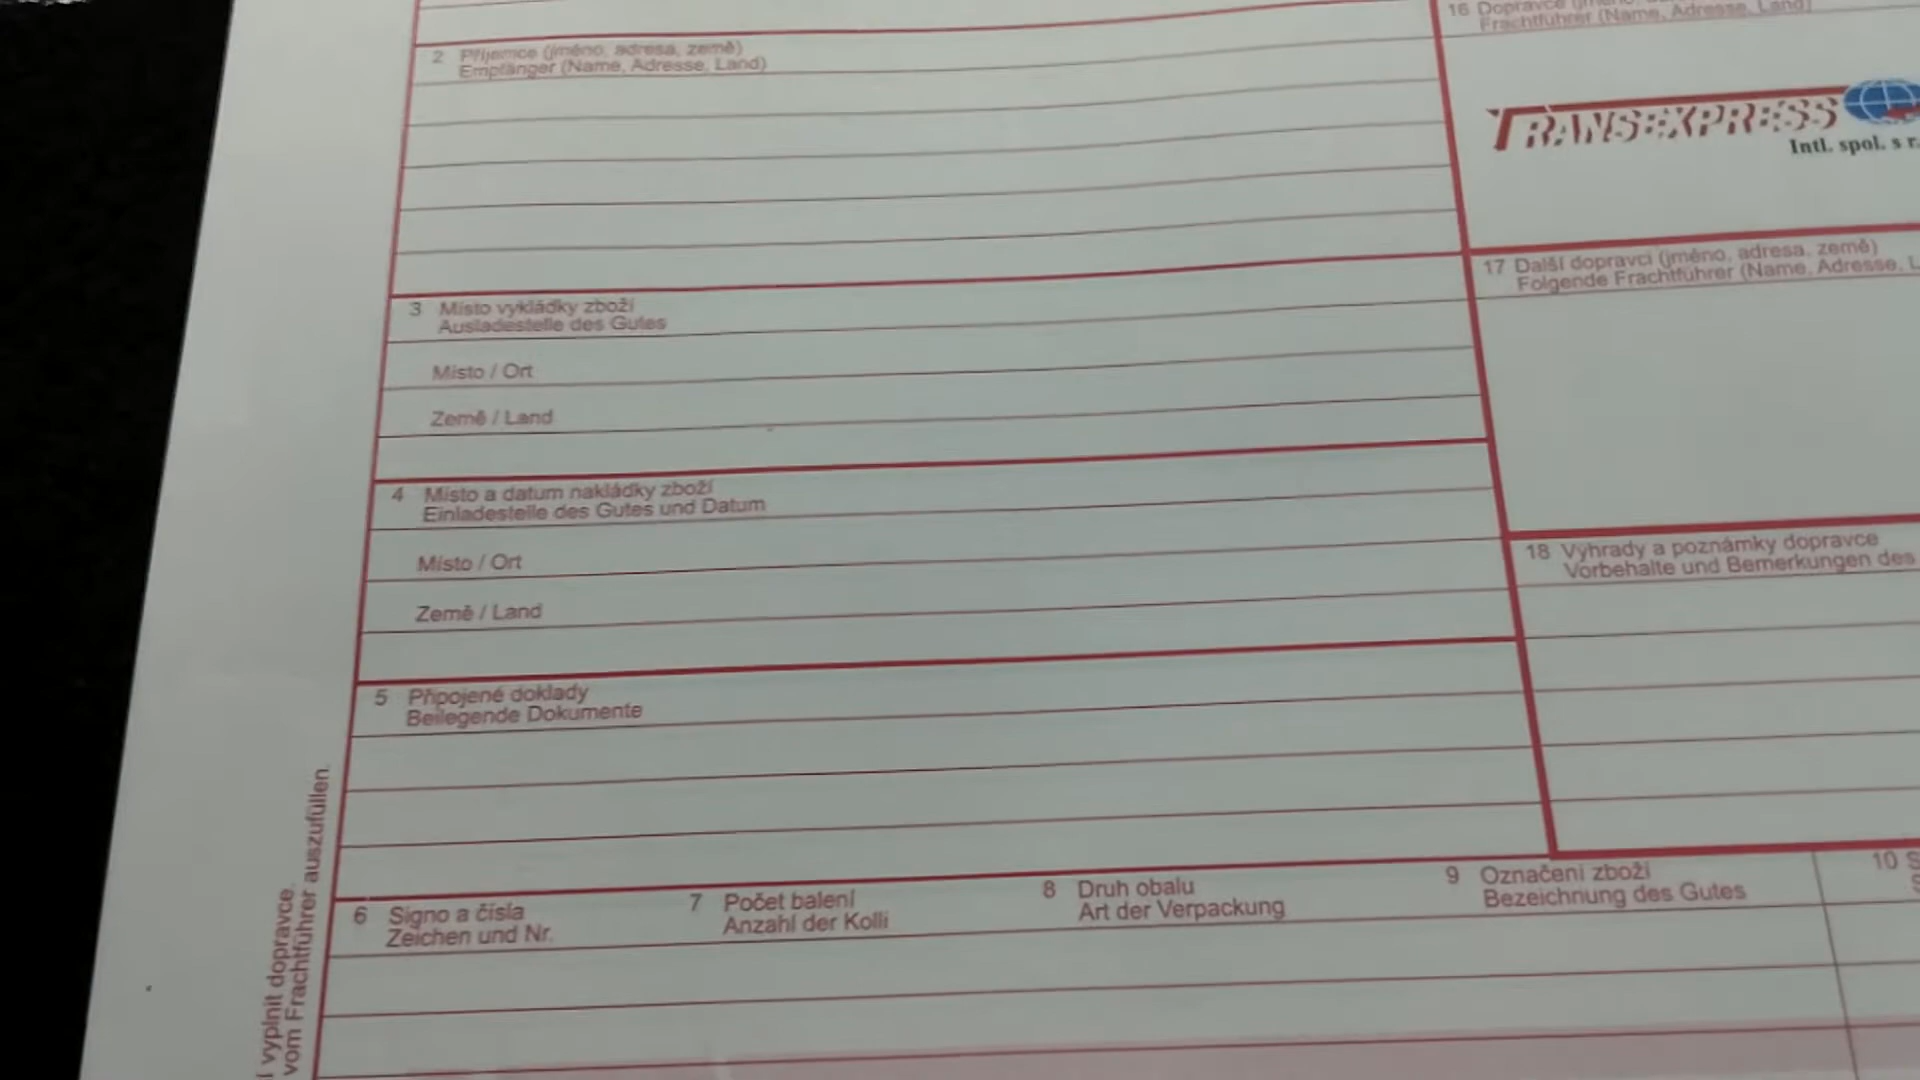 2 Příjemce (jméno, adresa, země)
Empfänger (Name, Adresse, Land)
3 Místo vykládky zboží
Ausladestelle des Gutes
Místo / Ort
Země / Land
4 Místo a datum nakládky zboží
Einladestelle des Gutes und Datum
Místo / Ort
Země / Land
5 Připojené doklady
Beilegende Dokumente
6 Signo a čísla
Zeichen und Nr.
7 Počet balení
Anzahl der Kolli
8 Druh obalu
Art der Verpackung
9 Označení zboží
Bezeichnung des Gutes
10 S
16 Dopravce
Frachtführer (Name, Adresse, Land)
TRANSEXPRESS
Intl. spol. s r.
17 Další dopravci (jméno, adresa, země)
Folgende Frachtführer (Name, Adresse, L
18 Výhrady a poznámky dopravce
Vorbehalte und Bemerkungen des
í vyplnit dopravce.
vom Frachtführer auszufüllen.